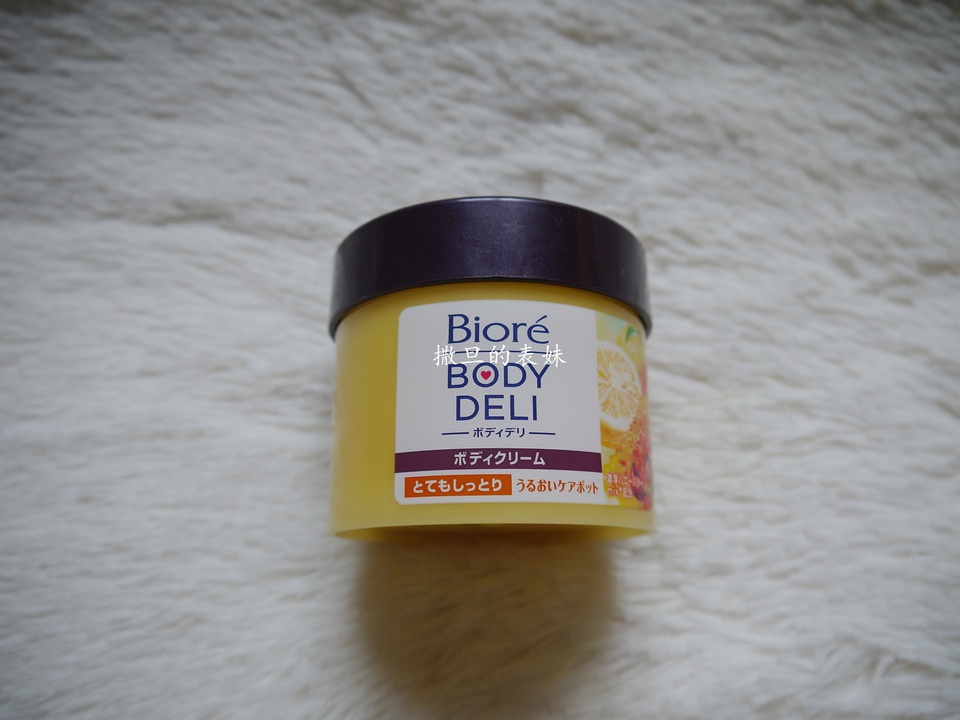 Bioré
撒旦的表妹
BODY
DELI
ボディデリ
ボディクリーム
とてもしっとり うるおいケアポット